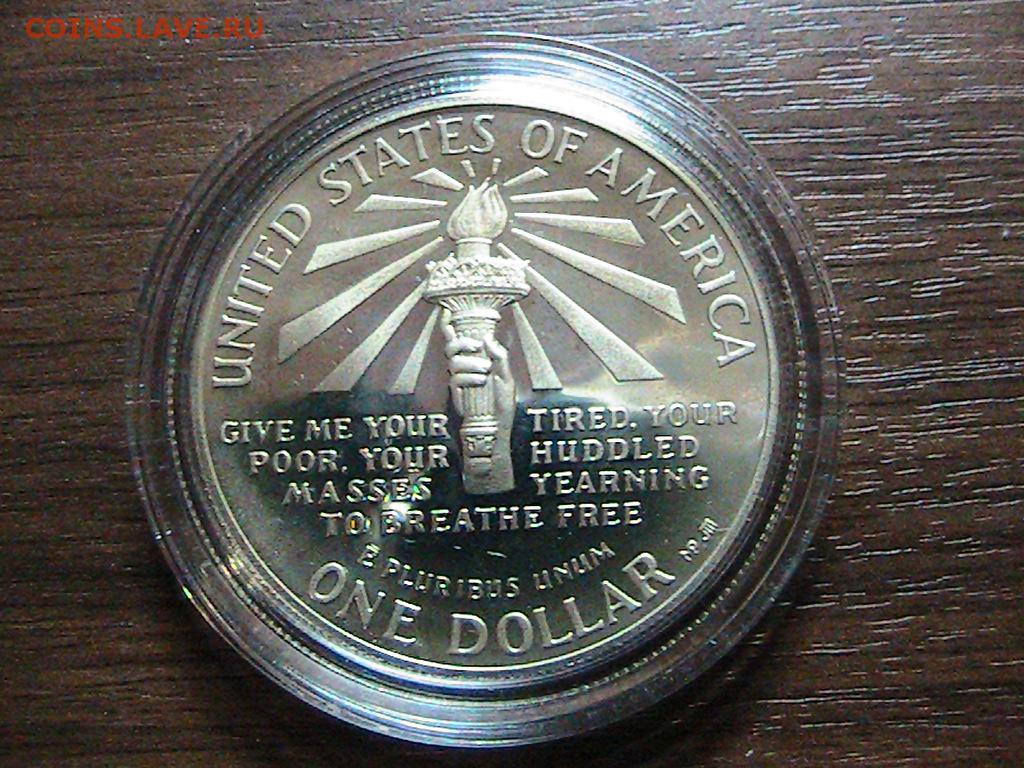 COINS.LAVE.RU
UNITED STATES OF AMERICA
GIVE ME YOUR TIRED, YOUR
POOR, YOUR HUDDLED
MASSES YEARNING
TO BREATHE FREE
E PLURIBUS UNUM
ONE DOLLAR